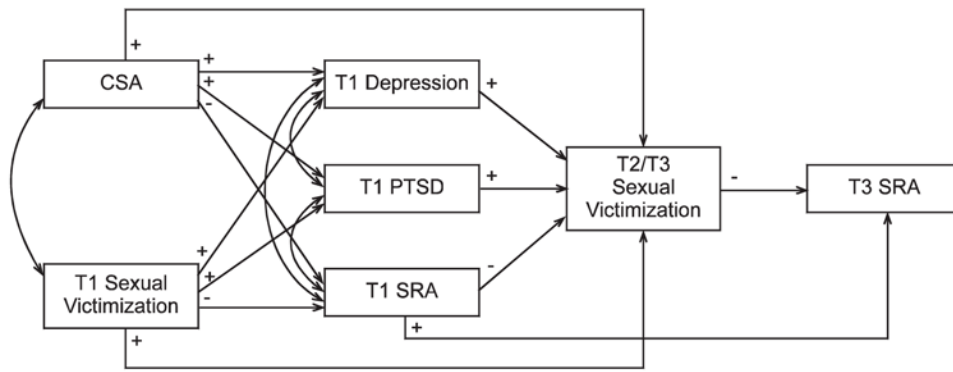 +
CSA
+
+
-
T1 Depression
+
T1 PTSD
+
T2/T3
Sexual
Victimization
-
T3 SRA
T1 Sexual
Victimization
+
+
-
+
T1 SRA
-
+